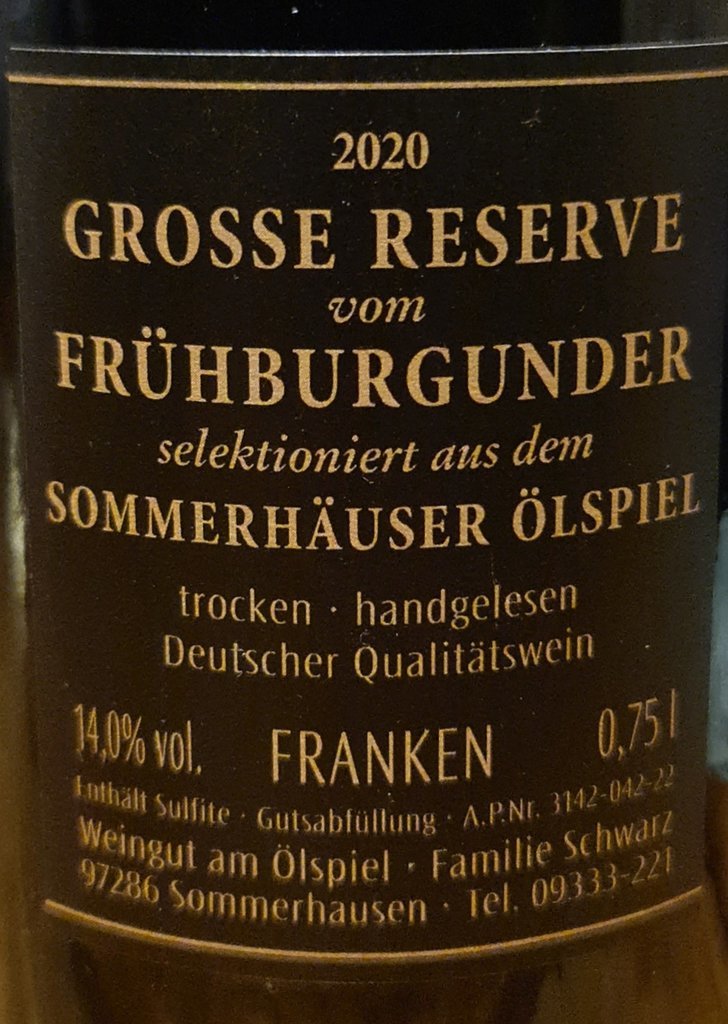 2020
GROSSE RESERVE
vom
FRÜHBURGUNDER
selektioniert aus dem
SOMMERHÄUSER ÖLSPIEL
trocken · handgelesen
Deutscher Qualitätswein
14,0% vol. FRANKEN 0,75 l
Enthält Sulfite · Gutsabfüllung · A.P.Nr. 3142-042-22
Weingut am Ölspiel · Familie Schwarz
97286 Sommerhausen · Tel. 09333-221